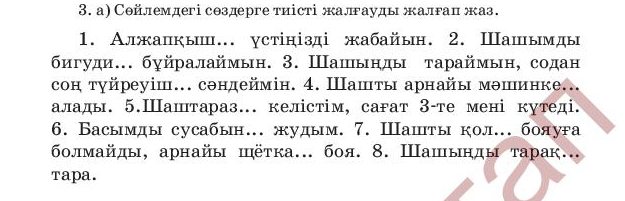 3. а) Сөйлемдегі сөздерге тиісті жалғауды жалғап жаз.
1. Алжапқыш... үстіңізді жабайын. 2. Шашымды
бигуди... бұйралаймын. 3. Шашыңды тараймын, содан
соң түйреуіш... сәндеймін. 4. Шашты арнайы мәшинке...
алады. 5.Шаштараз... келістім, сағат 3-те мені күтеді.
6. Басымды сусабын... жудым. 7. Шашты қол... бояуға
болмайды, арнайы щётка... боя. 8. Шашыңды тарақ...
тара.